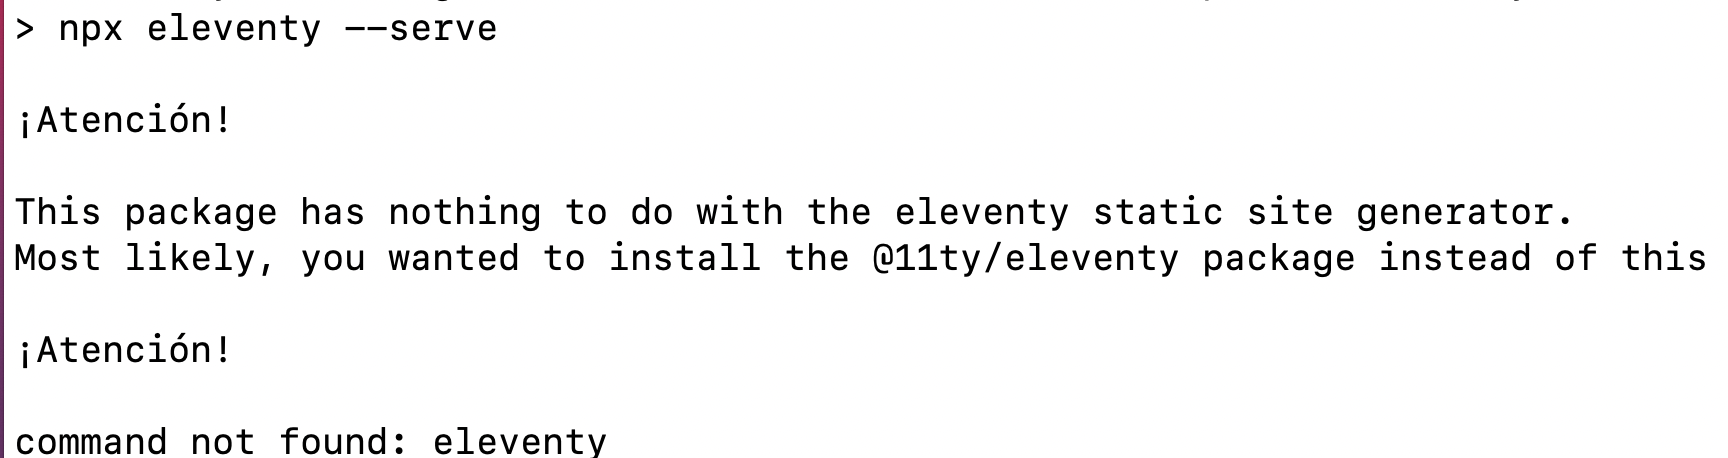 > npx eleventy --serve
¡Atención!
This package has nothing to do with the eleventy static site generator.
Most likely, you wanted to install the @11ty/eleventy package instead of this
¡Atención!
command not found: eleventy